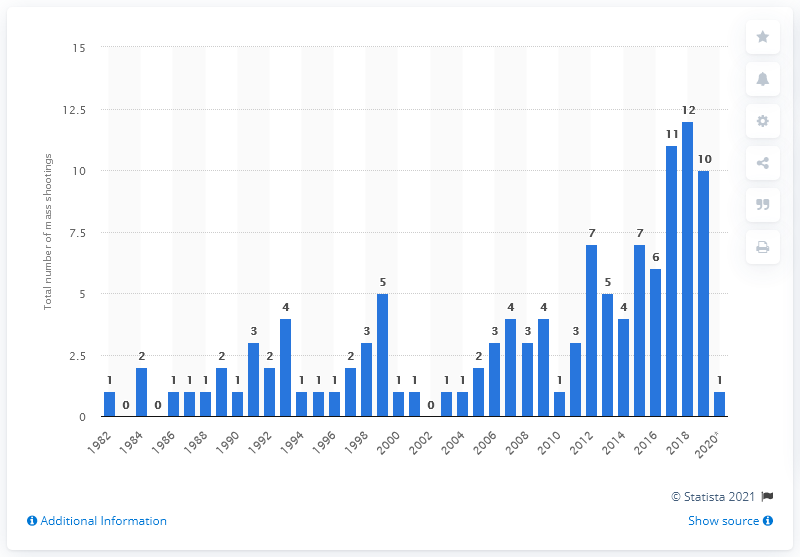 Total number of mass shootings
15
12.5
10
7.5
5
2.5
0
1 0 2 0 1 1 1 2 1 3 2 4 1 1 1 2 3 5 1 1 0 1 1 2 3 4 3 4 1 3 7 5 4 7 6 11 12 10 1
1982 1984 1986 1988 1990 1992 1994 1996 1998 2000 2002 2004 2006 2008 2010 2012 2014 2016 2018 2020*
© Statista 2021
Additional Information
Show source